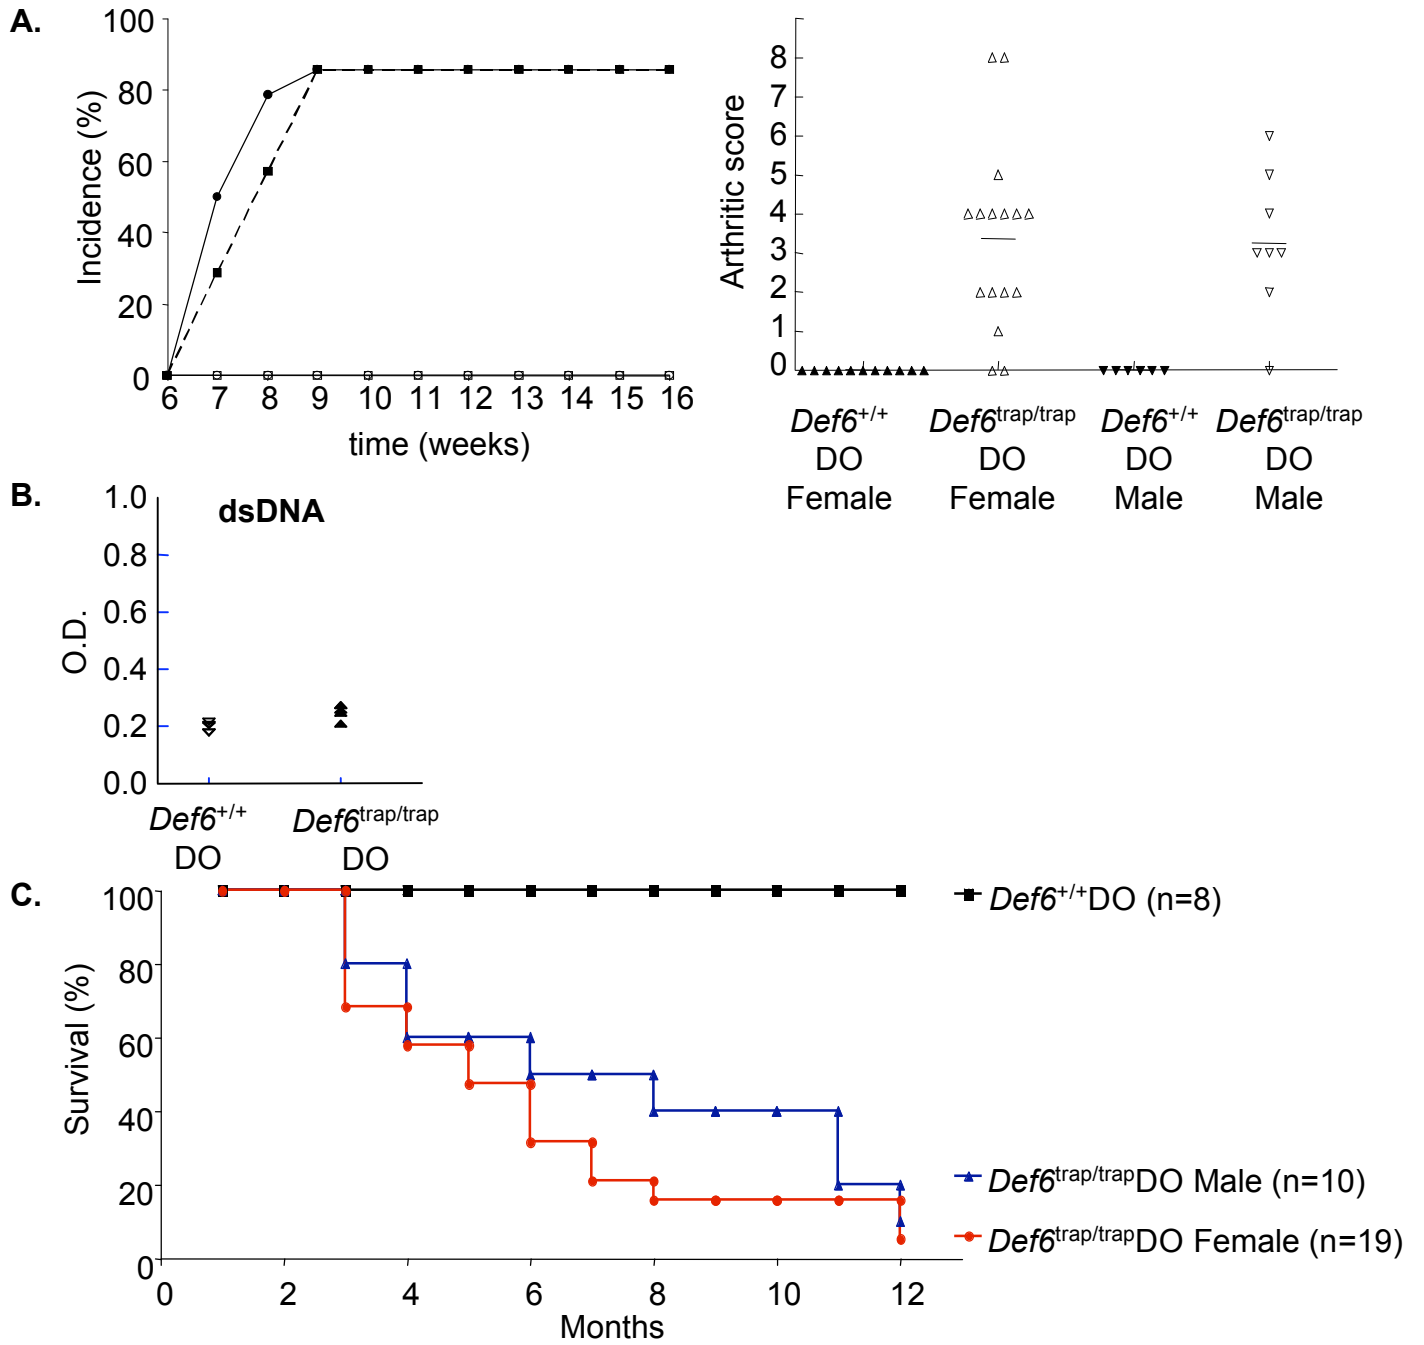 A.
100
80
60
40
20
0
Incidence (%)
6 7 8 9 10 11 12 13 14 15 16
time (weeks)
8
7
6
5
4
3
2
1
0
Arthritic score
Def6+/+ DO Female
Def6trap/trap DO Female
Def6+/+ DO Male
Def6trap/trap DO Male
B.
dsDNA
1.0
0.8
0.6
0.4
0.2
0.0
O.D.
Def6+/+ DO
Def6trap/trap DO
C.
100
80
60
40
20
0
Survival (%)
0 2 4 6 8 10 12
Months
Def6+/+DO (n=8)
Def6trap/trapDO Male (n=10)
Def6trap/trapDO Female (n=19)